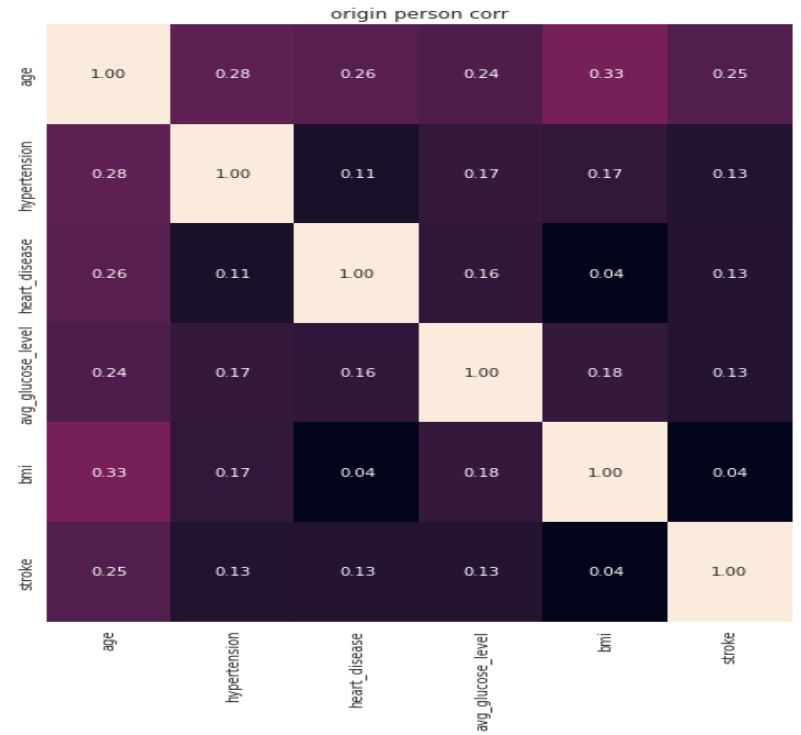 origin person corr
age 1.00 0.28 0.26 0.24 0.33 0.25
hypertension 0.28 1.00 0.11 0.17 0.17 0.13
heart_disease 0.26 0.11 1.00 0.16 0.04 0.13
avg_glucose_level 0.24 0.17 0.16 1.00 0.18 0.13
bmi 0.33 0.17 0.04 0.18 1.00 0.04
stroke 0.25 0.13 0.13 0.13 0.04 1.00
age hypertension heart_disease avg_glucose_level bmi stroke